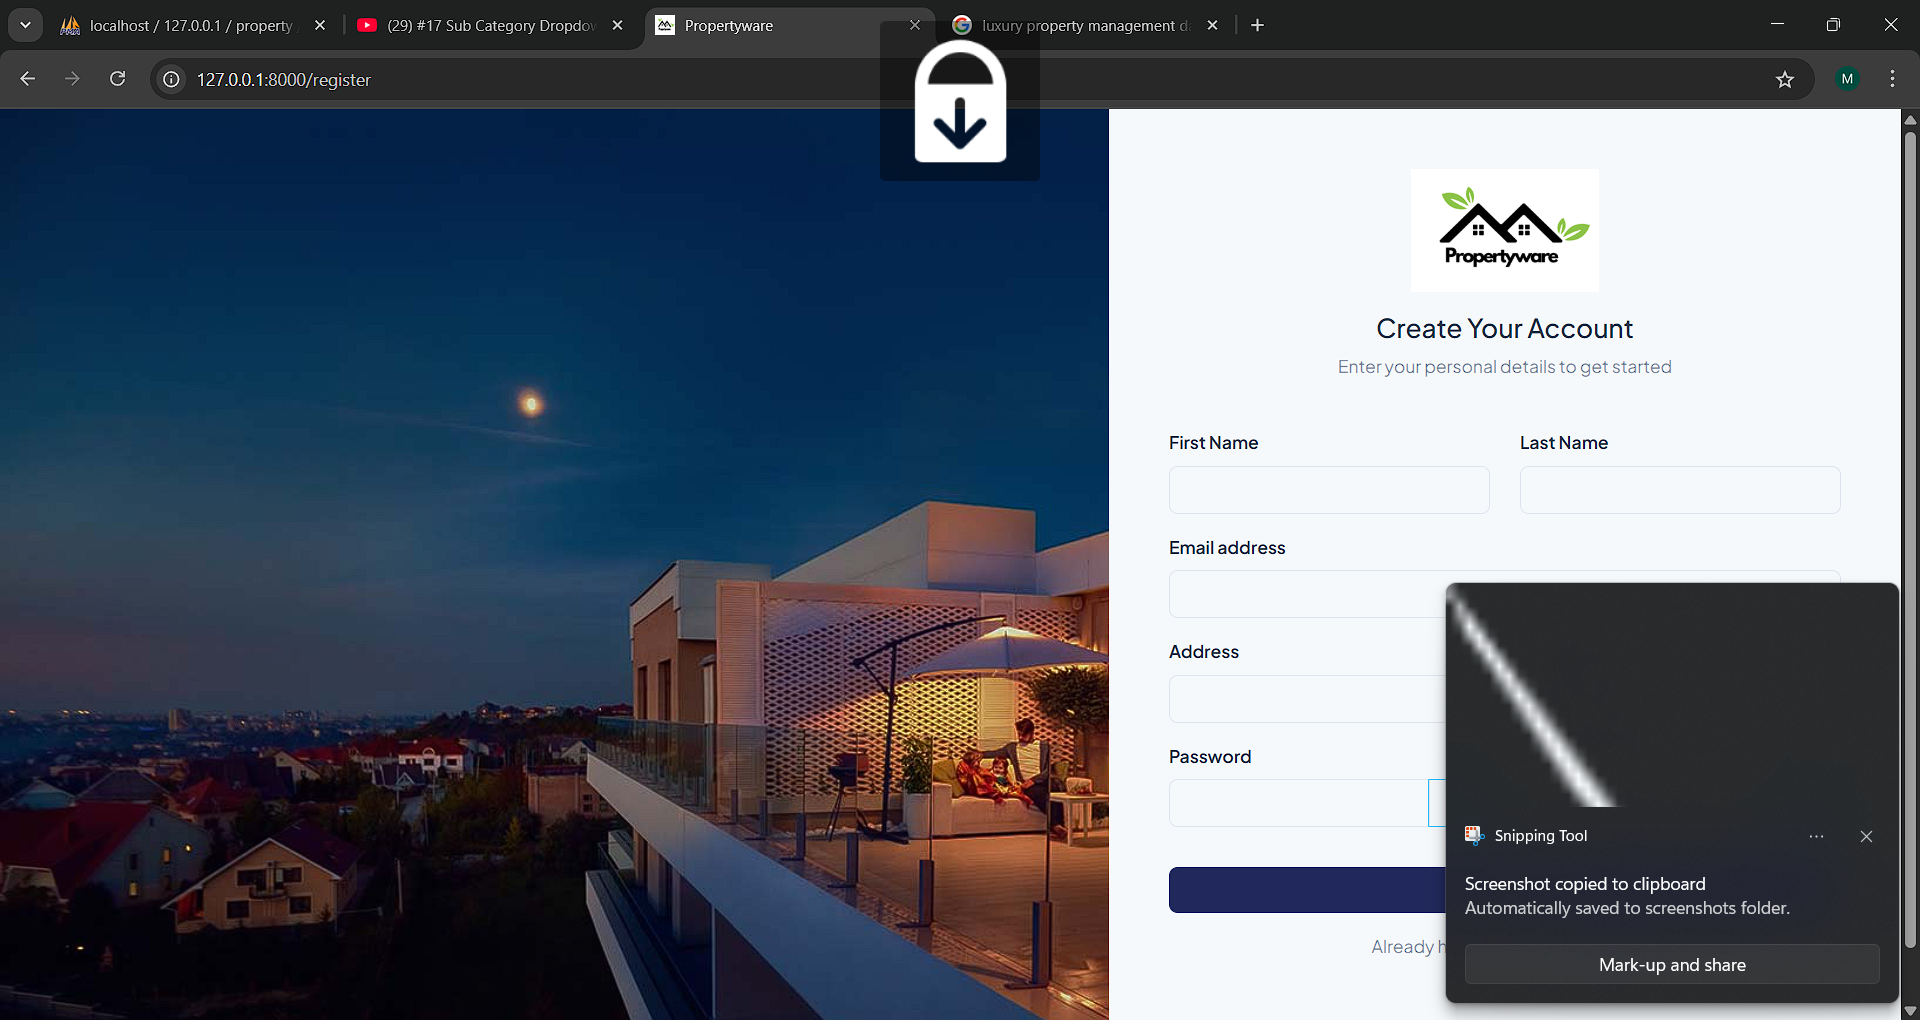 localhost / 127.0.0.1 / property
(29) #17 Sub Category Dropdow
Propertyware
luxury property management d
127.0.0.1:8000/register
M
Propertyware
Create Your Account
Enter your personal details to get started
First Name
Last Name
Email address
Address
Password
Already h
Snipping Tool
Screenshot copied to clipboard
Automatically saved to screenshots folder.
Mark-up and share